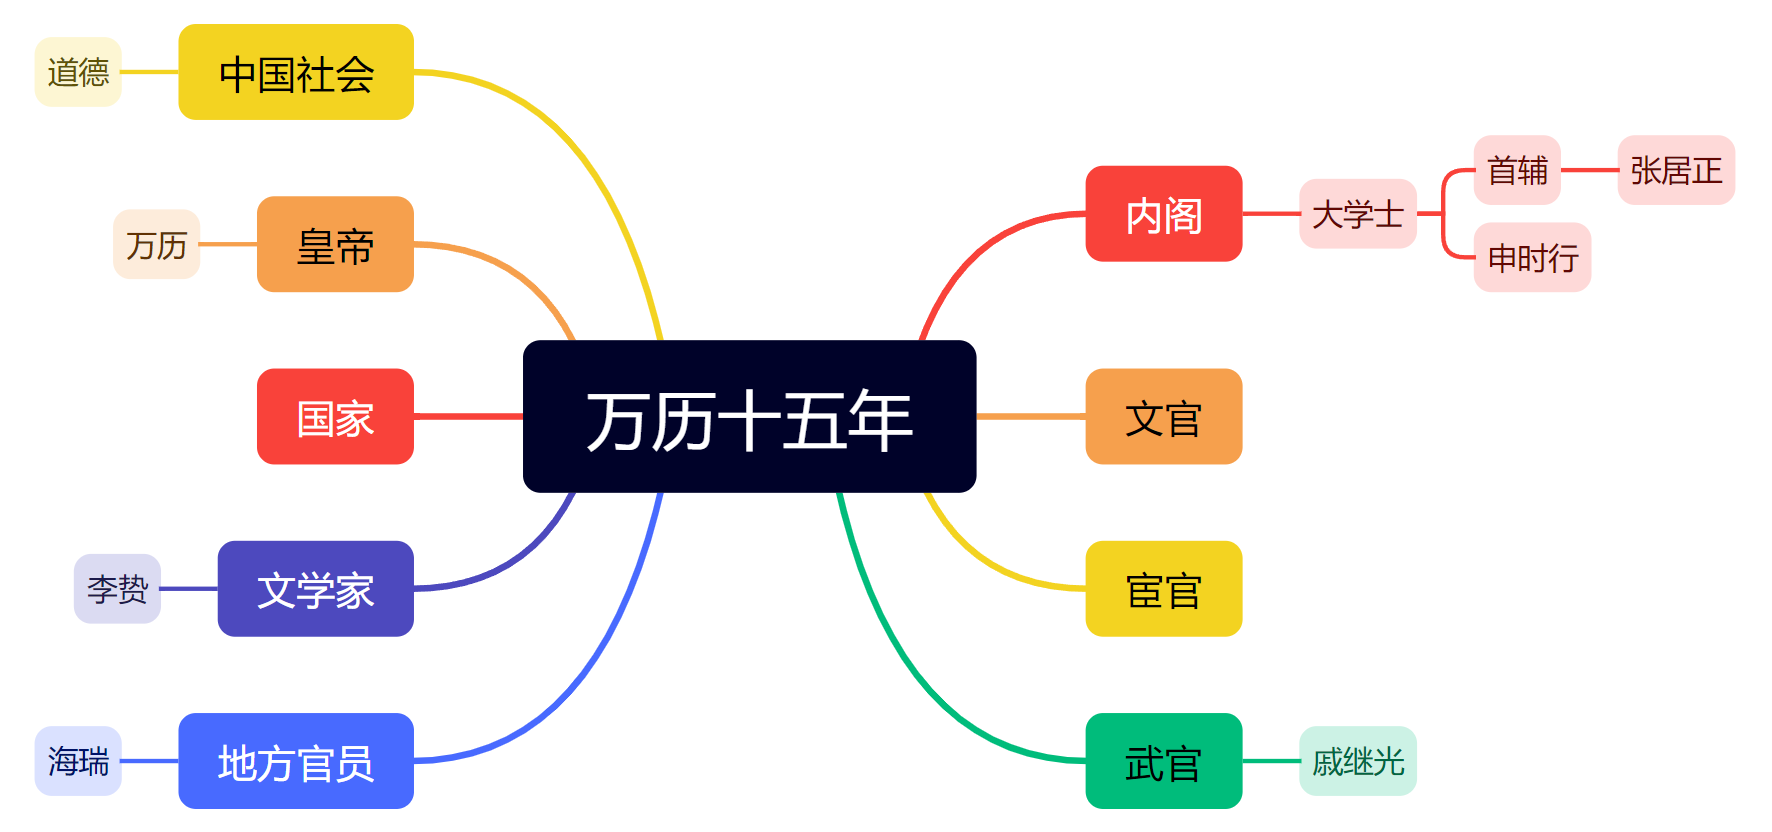 万历十五年
内阁
大学士
首辅
张居正
申时行
文官
宦官
武官
戚继光
中国社会
道德
皇帝
万历
国家
文学家
李贽
地方官员
海瑞